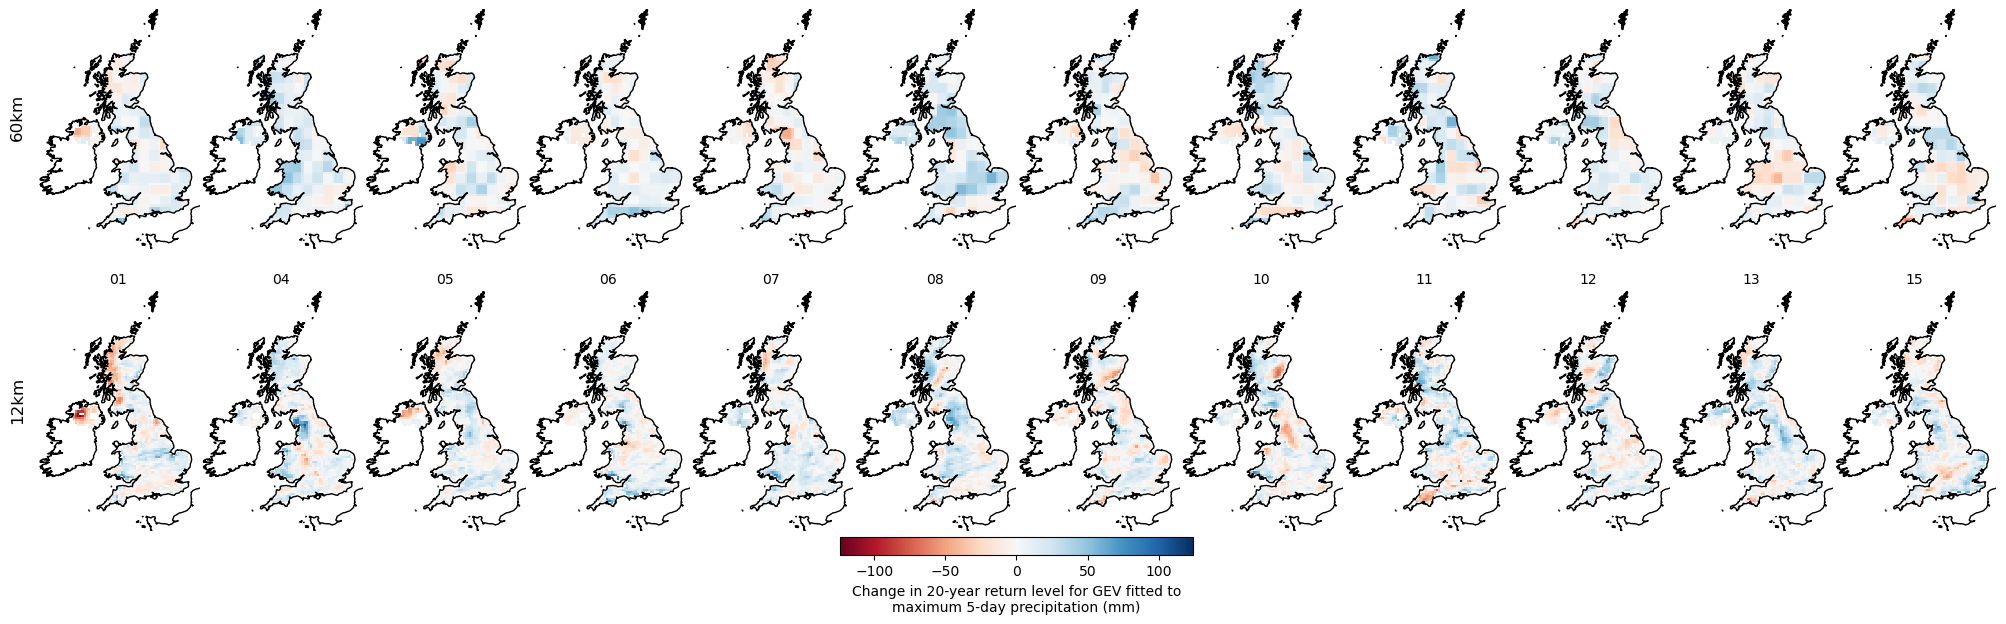 60km
01 04 05 06 07 08 09 10 11 12 13 15
12km
−100 −50 0 50 100
Change in 20-year return level for GEV fitted to
maximum 5-day precipitation (mm)